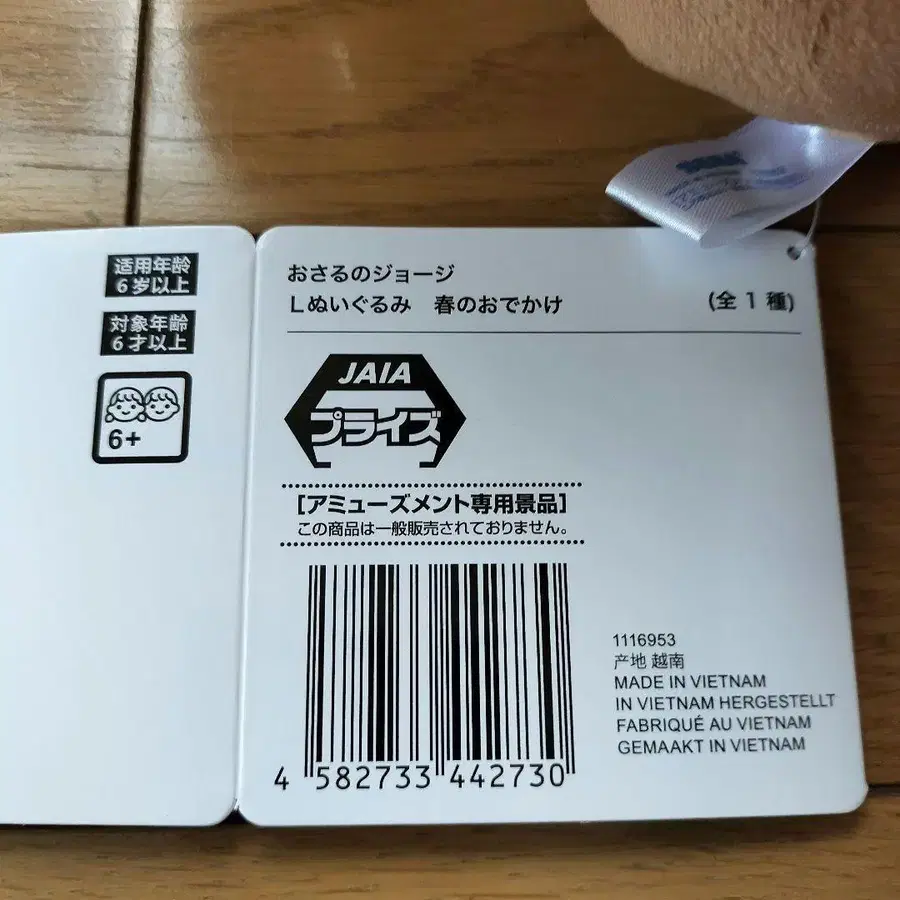 适用年龄
6岁以上
対象年齢
6才以上
6+
おさるのジョージ
Lぬいぐるみ 春のおでかけ (全1種)
JAIA
プライズ
[アミューズメント専用景品]
この商品は一般販売されておりません。
4 582733 442730
1116953
产地 越南
MADE IN VIETNAM
IN VIETNAM HERGESTELLT
FABRIQUÉ AU VIETNAM
GEMAAKT IN VIETNAM
SEGA